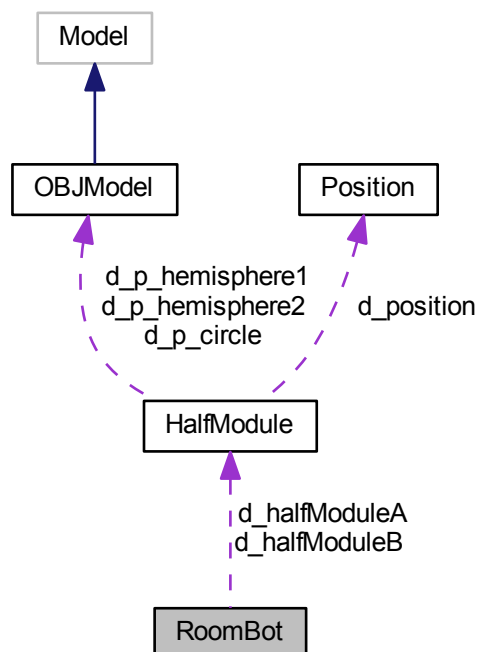 Model
OBJModel
Position
d_p_hemisphere1
d_p_hemisphere2
d_p_circle
d_position
HalfModule
d_halfModuleA
d_halfModuleB
RoomBot